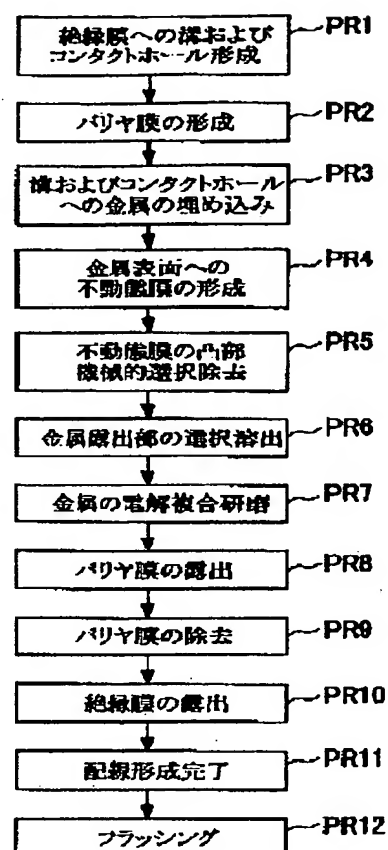 絶縁膜への溝および
コンタクトホール形成
PR1
バリヤ膜の形成
PR2
溝およびコンタクトホール
への金属の埋め込み
PR3
金属表面への
不動態膜の形成
PR4
不動態膜の凸部
機械的選択除去
PR5
金属露出部の選択溶出
PR6
金属の電解複合研磨
PR7
バリヤ膜の露出
PR8
バリヤ膜の除去
PR9
絶縁膜の露出
PR10
配線形成完了
PR11
フラッシング
PR12